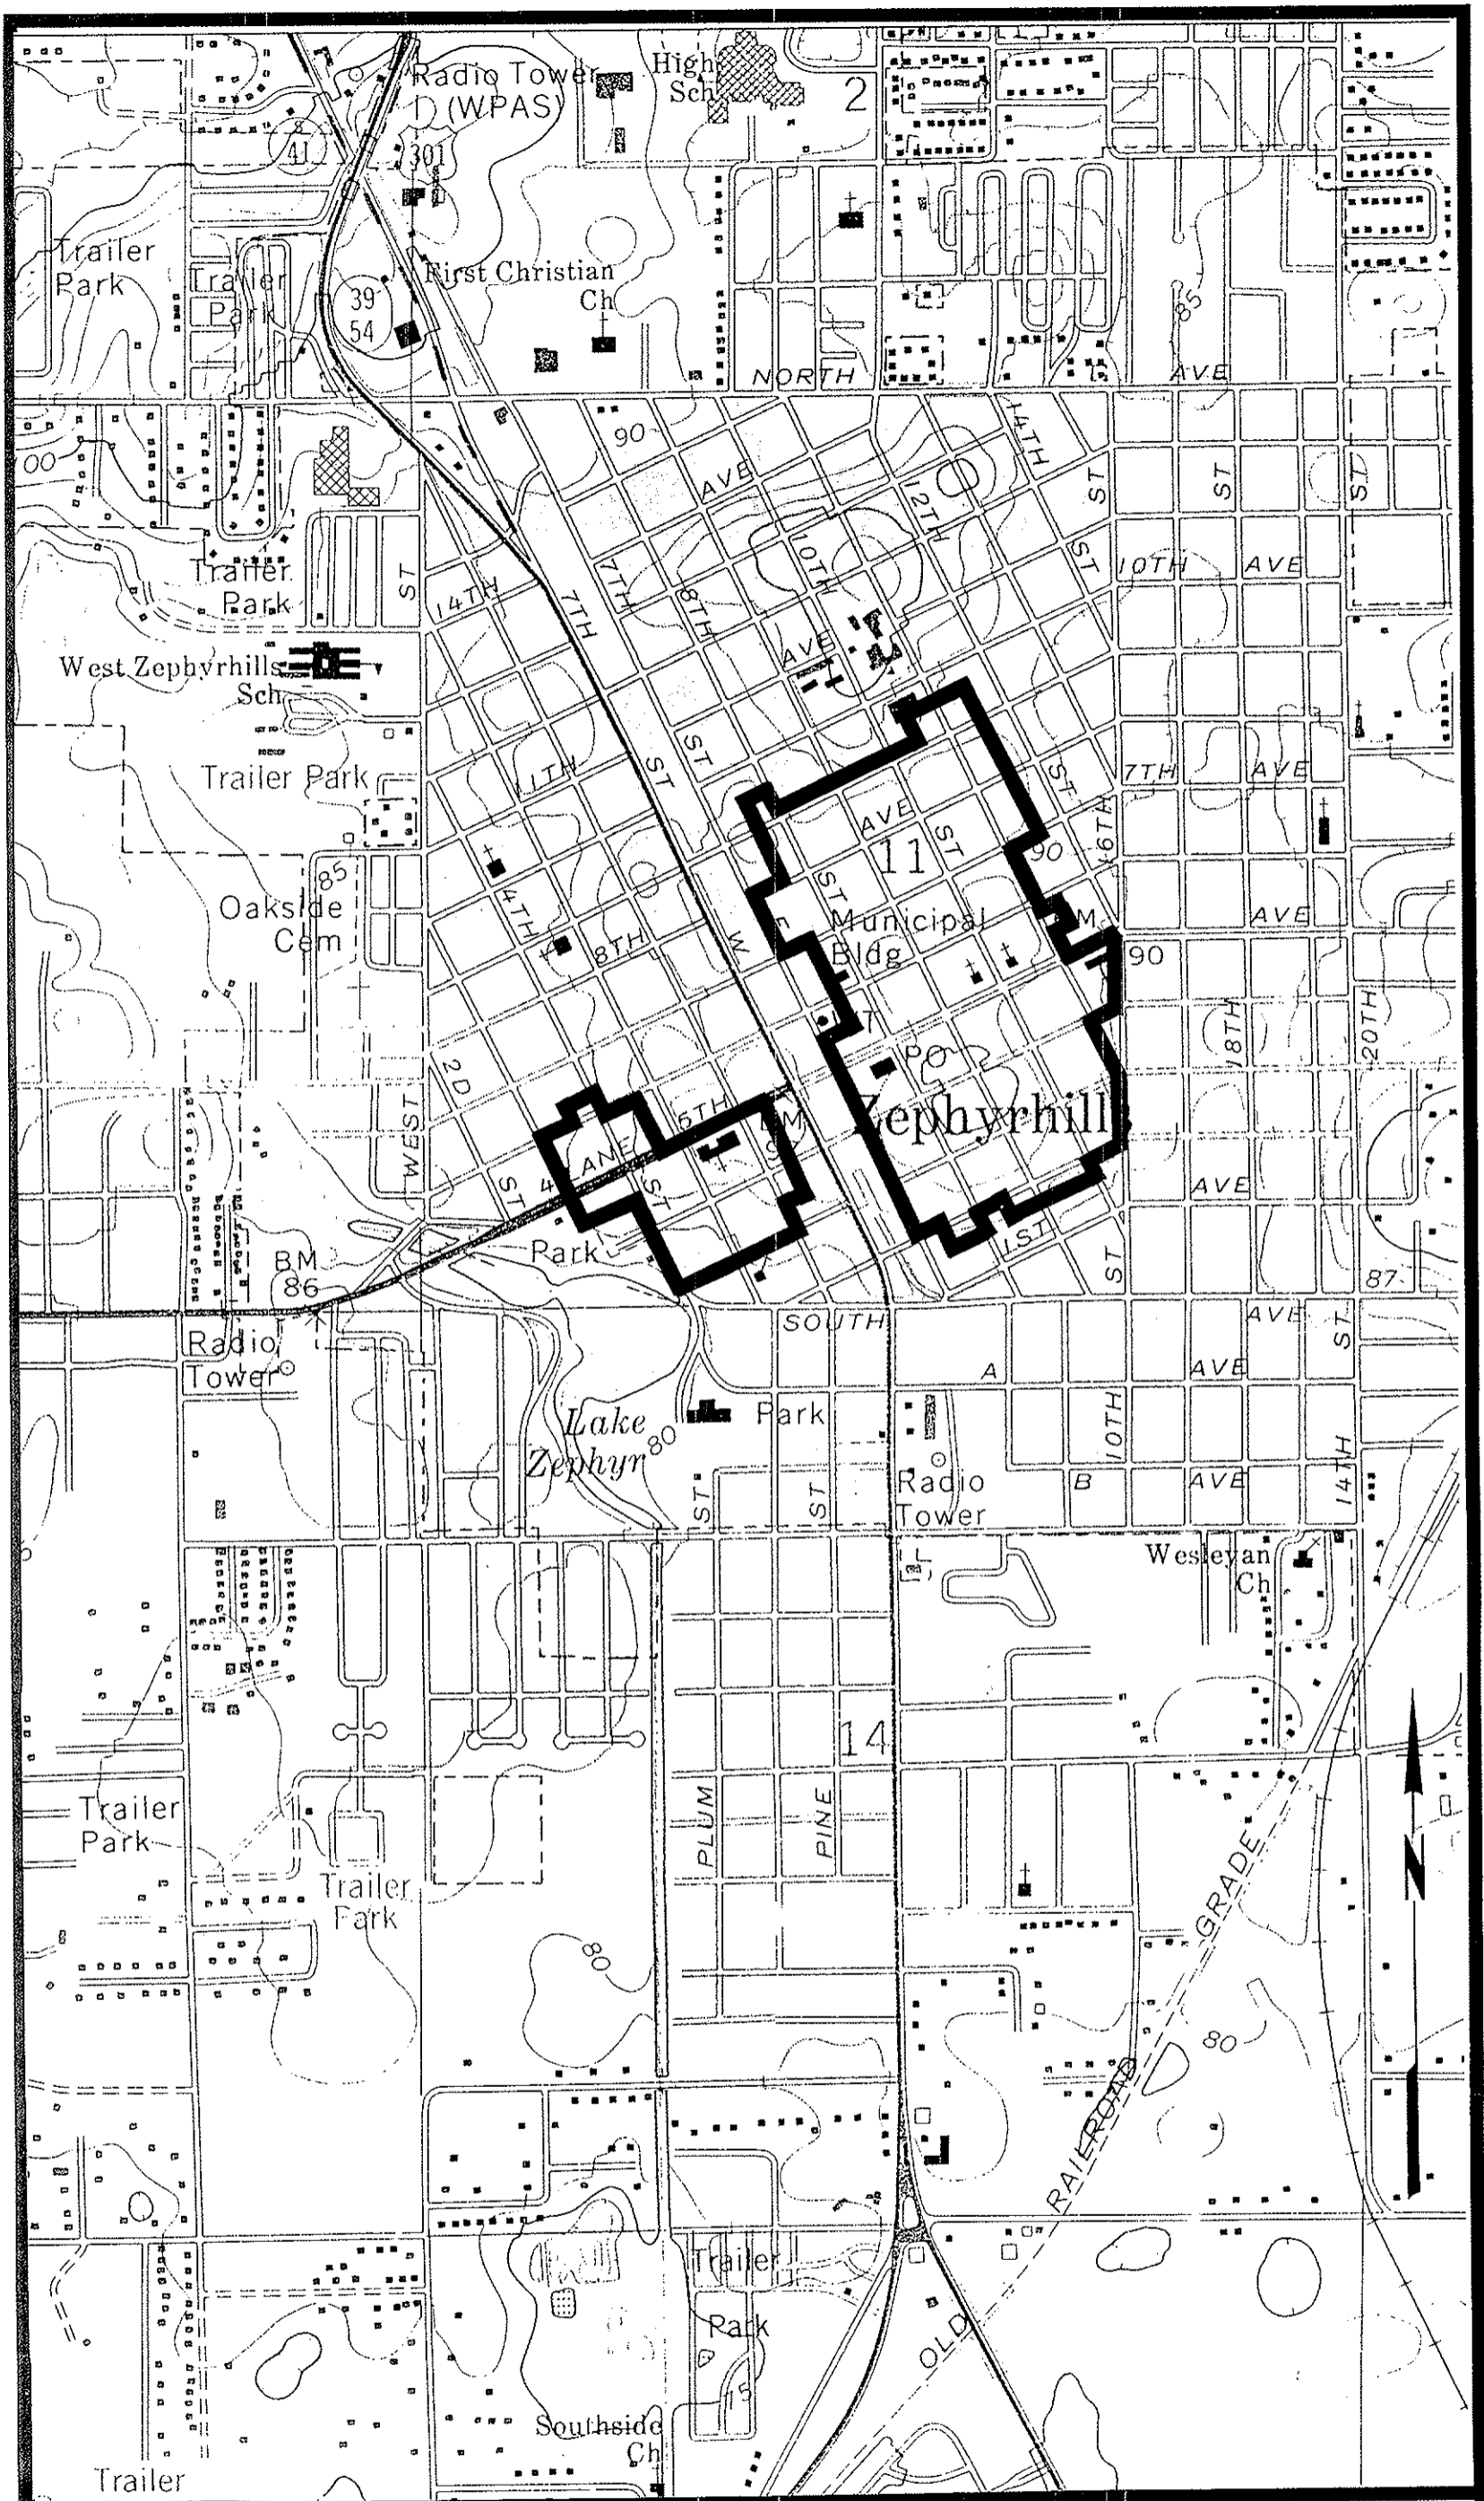 Radio Tower
(WPAS)
High
Sch
2
41
301
Trailer
Park
Trailer
Park
First Christian
Ch
39
54
85
NORTH
AVE
90
14TH
AVE
12TH
ST
ST
ST
00
10TH
ST
10TH
AVE
Trailer
Park
ST
14TH
7TH
7TH
8TH
AVE
West Zephyrhills
Sch
Trailer Park
11TH
ST
ST
ST
7TH
AVE
AVE
ST
16TH
11
90
85
4TH
ST
Oakside
Cem
8TH
W
Municipal
Bldg
M
AVE
90
PO
18TH
20TH
2D
WEST
6TH
Zephyrhills
4
LANE
ST
ST
AVE
Park
1ST
ST
BM
86
87
SOUTH
AVE
ST
Radio
Tower
A
AVE
Lake
Zephyr
80
Park
10TH
14TH
ST
ST
Radio
Tower
B
AVE
Wesleyan
Ch
14
PLUM
PINE
Trailer
Park
Trailer
Park
GRADE
N
80
80
RAILROAD
Trailer
Park
OLD
75
Southside
Ch
Trailer